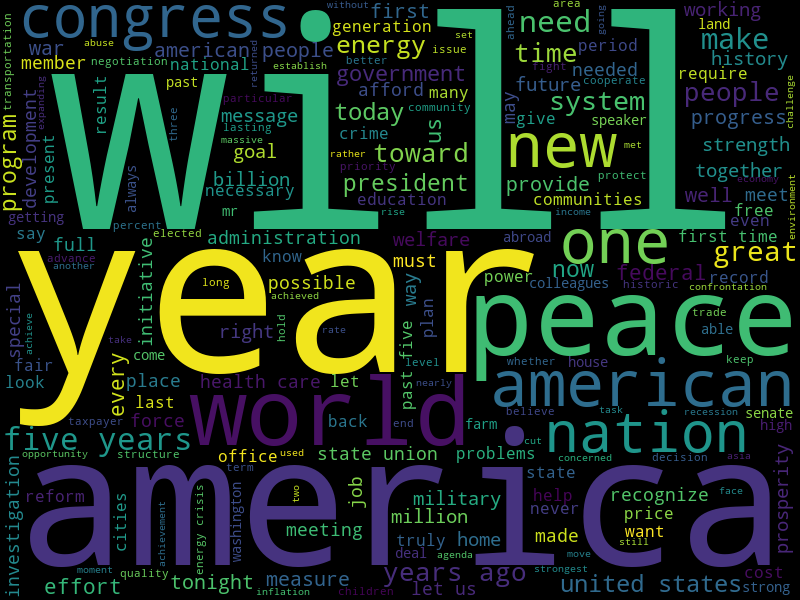 congress
will
year
america
peace
world
new
american
nation
one
first
generation
energy
without
need
time
ahead
set
issue
area
going
working
land
make
history
war
american people
member
abuse
negotiation
national
returned
establish
better
government
period
needed
fight
cooperate
require
people
transportation
expanding
development
program
present
result
past
three
particular
message
lasting
massive
billion
necessary
goal
crime
today
afford
many
community
us
toward
rather
priority
president
education
rise
may
future
give
system
speaker
met
protect
provide
communities
income
progress
challenge
strength
together
economy
well
meet
free
even
environment
getting
always
percent
elected
mr
say
full
administration
know
welfare
must
abroad
power
now
colleagues
federal
historic
first time
great
record
confrontation
advance
another
initiative
long
achieved
possible
right
hold
rate
way
plan
level
past five
trade
able
keep
special
achieve
fair
look
come
take
every
place
last
force
health care
let
back
nearly
end
whether
house
believe
task
recession
senate
high
five years
taxpayer
opportunity
structure
office
used
state union
farm
problems
cut
concerned
decision
asia
prosperity
investigation
reform
cities
achievement
energy crisis
term
washington
two
job
meeting
military
million
truly home
deal
agenda
state
help
never
made
recognize
price
want
still
face
move
strongest
effort
moment
quality
tonight
inflation
measure
children
years ago
let us
united states
cost
strong